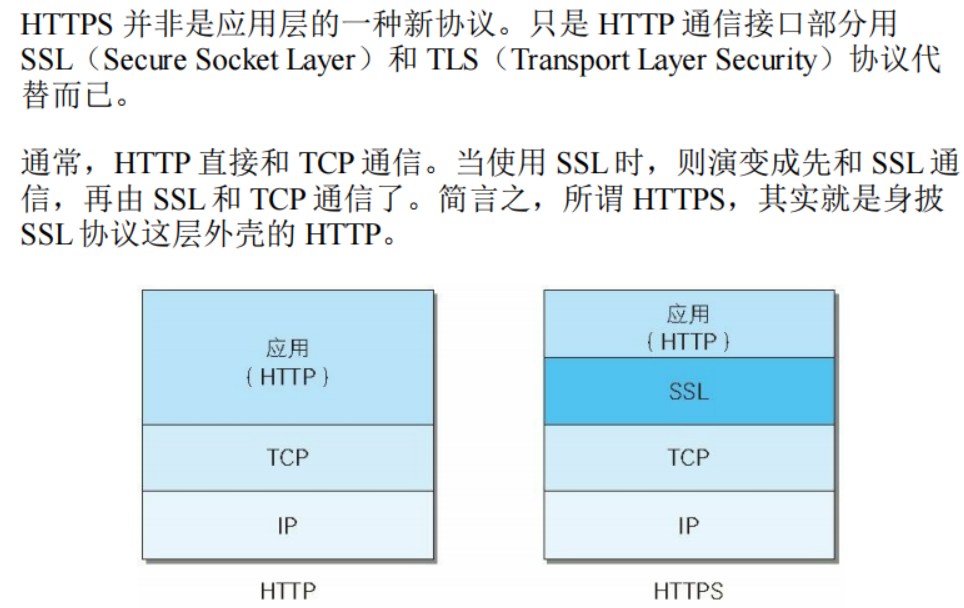 HTTPS 并非是应用层的一种新协议。只是 HTTP 通信接口部分用
SSL（Secure Socket Layer）和 TLS（Transport Layer Security）协议代
替而已。
通常，HTTP 直接和 TCP 通信。当使用 SSL 时，则演变成先和 SSL 通
信，再由 SSL 和 TCP 通信了。简言之，所谓 HTTPS，其实就是身披
SSL 协议这层外壳的 HTTP。
应用
（HTTP）
TCP
IP
HTTP
应用
（HTTP）
SSL
TCP
IP
HTTPS